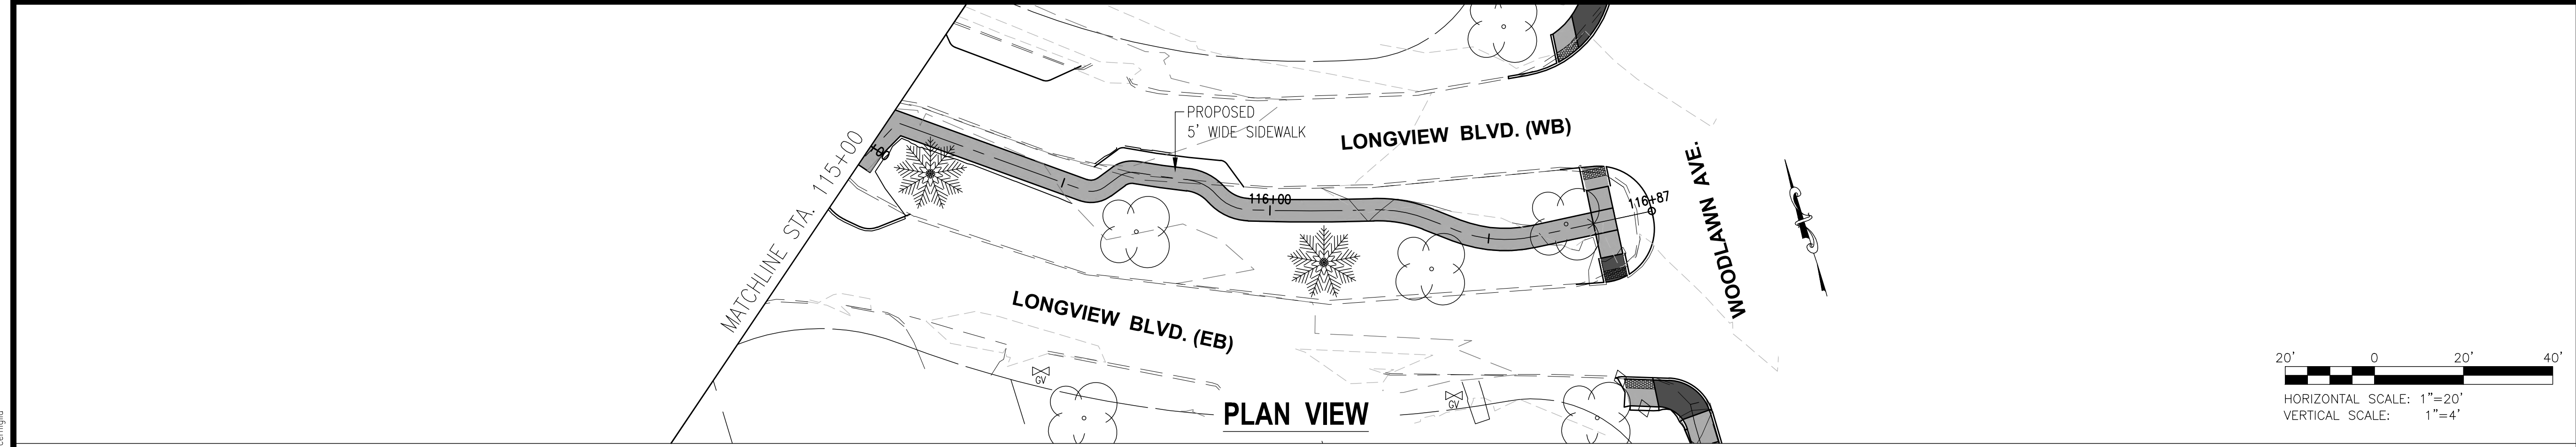 MATCHLINE STA. 115+00
+00
PROPOSED
5' WIDE SIDEWALK
LONGVIEW BLVD. (WB)
116+00
116+87
WOODLAWN AVE.
LONGVIEW BLVD. (EB)
GV
GV
PLAN VIEW
20' 0 20' 40'
HORIZONTAL SCALE: 1"=20'
VERTICAL SCALE: 1"=4'